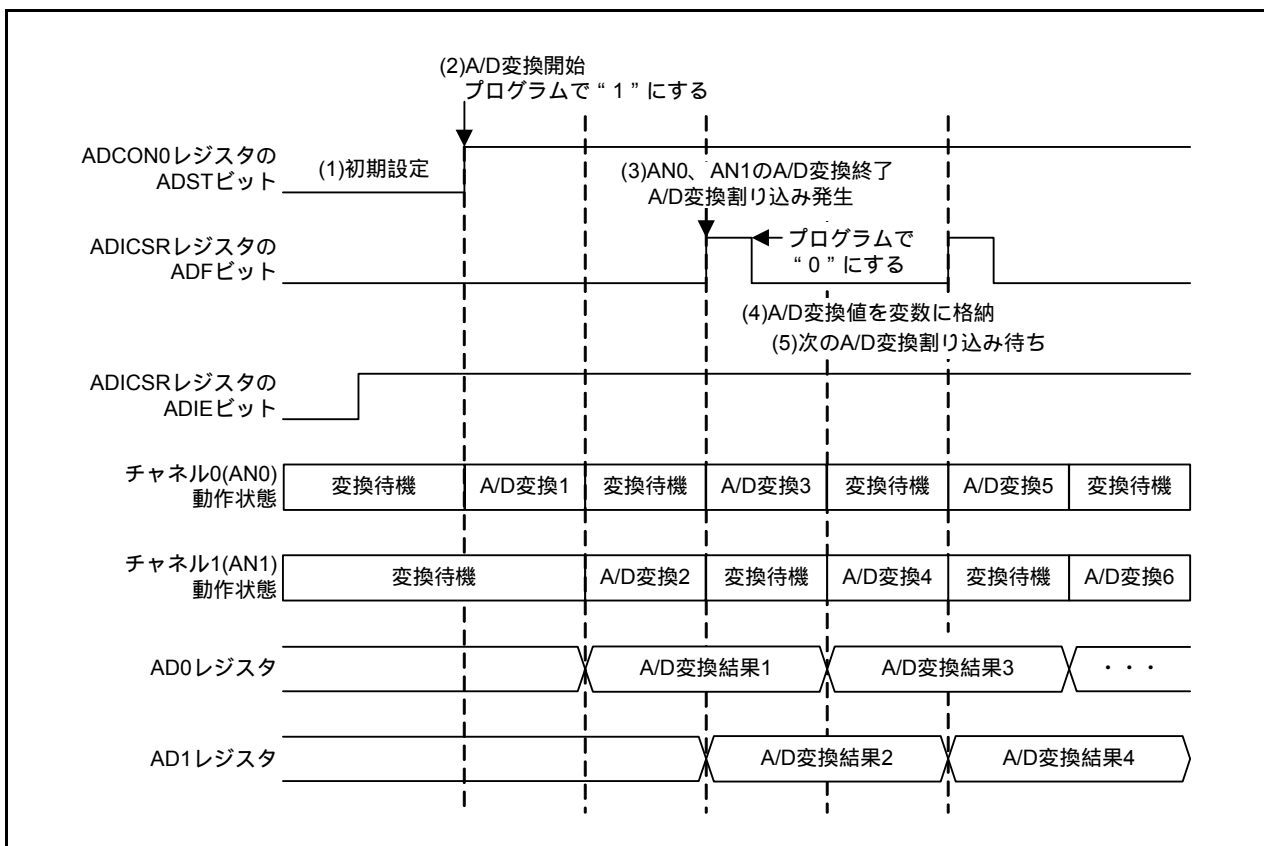 (2)A/D変換開始
プログラムで“1”にする
ADCON0レジスタの
ADSTビット
(1)初期設定
(3)AN0、AN1のA/D変換終了
A/D変換割り込み発生
ADICSRレジスタの
ADFビット
プログラムで
“0”にする
(4)A/D変換値を変数に格納
(5)次のA/D変換割り込み待ち
ADICSRレジスタの
ADIEビット
チャネル0(AN0)
動作状態
変換待機 A/D変換1 変換待機 A/D変換3 変換待機 A/D変換5 変換待機
チャネル1(AN1)
動作状態
変換待機 A/D変換2 変換待機 A/D変換4 変換待機 A/D変換6
AD0レジスタ A/D変換結果1 A/D変換結果3 ・・・
AD1レジスタ A/D変換結果2 A/D変換結果4